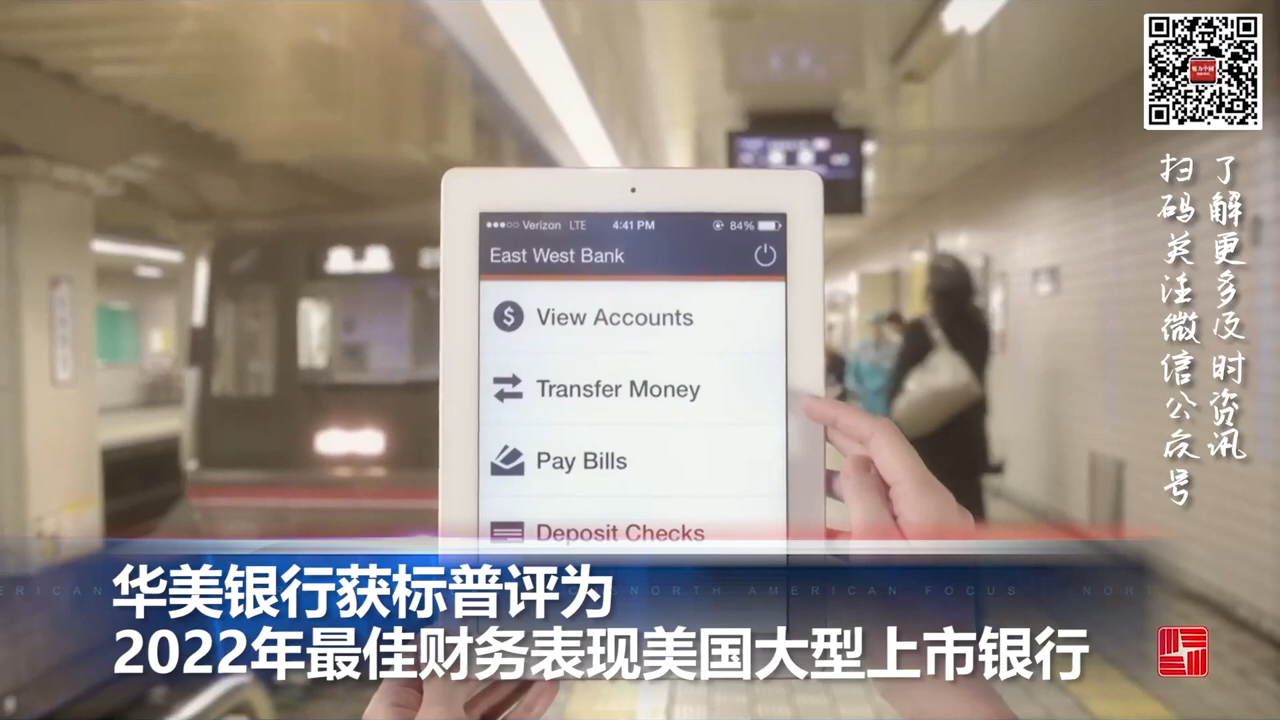 了解更多及时资讯
扫码关注微信公众号
Verizon LTE 4:41 PM 84%
East West Bank
View Accounts
Transfer Money
Pay Bills
Deposit Checks
NORTH AMERICAN FOCUS
华美银行获标普评为
2022年最佳财务表现美国大型上市银行